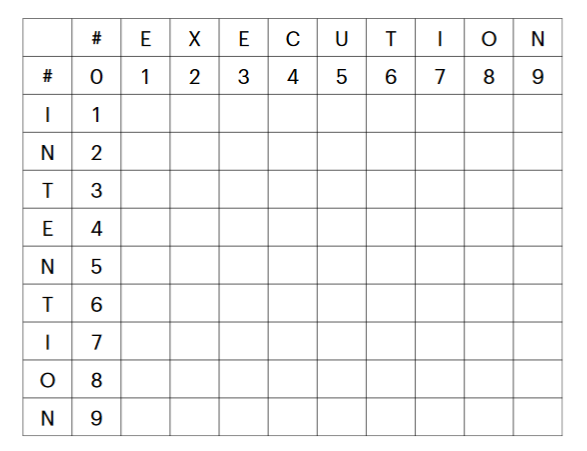 # E X E C U T I O N
# 0 1 2 3 4 5 6 7 8 9
I 1
N 2
T 3
E 4
N 5
T 6
I 7
O 8
N 9